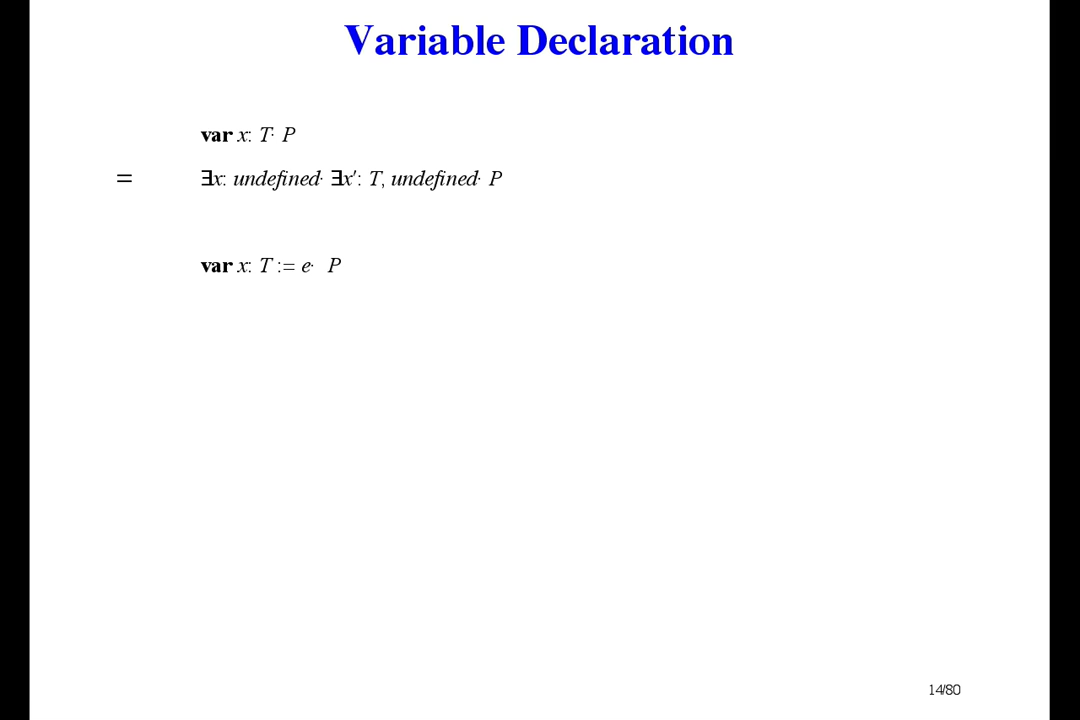 Variable Declaration
var x: T· P
= ∃x: undefined· ∃x′: T, undefined· P
var x: T := e· P
14/80